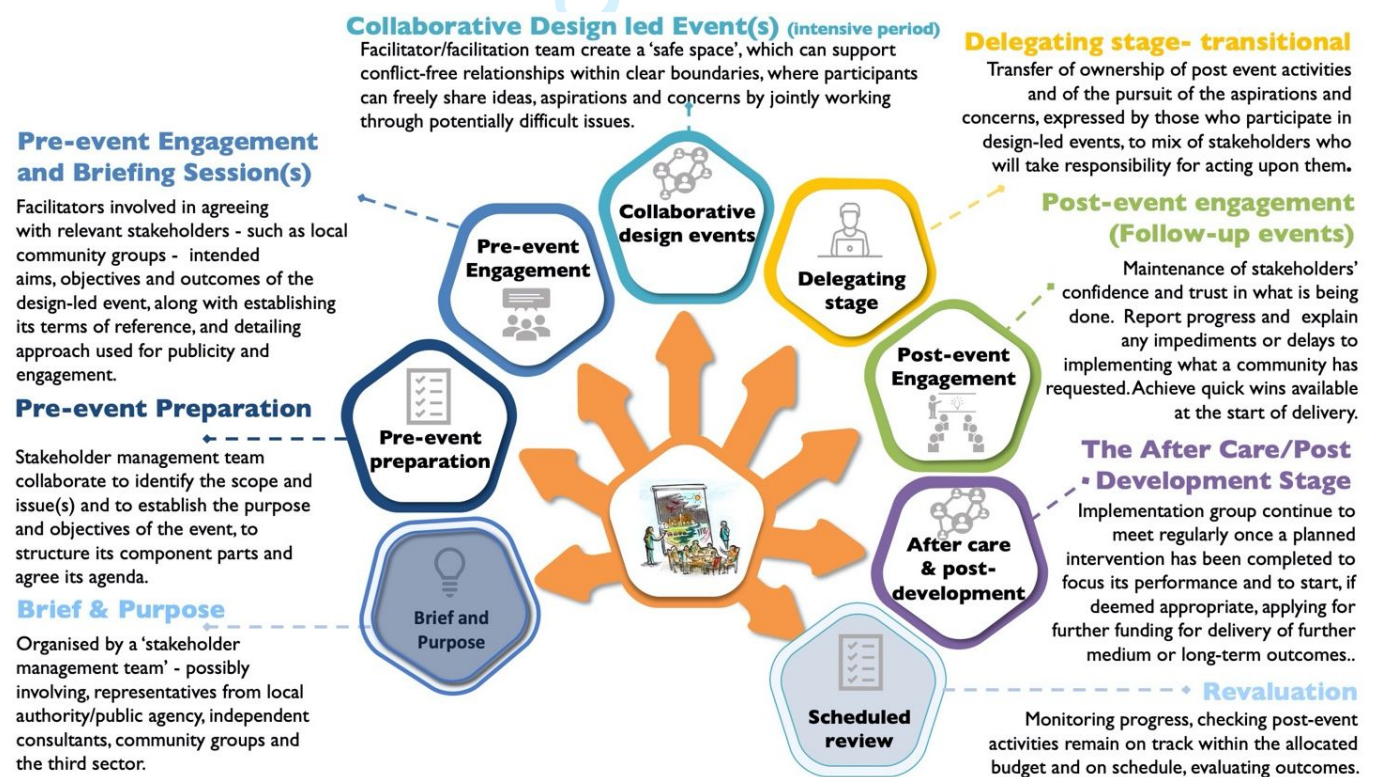 Collaborative Design led Event(s) (intensive period)
Facilitator/facilitation team create a ‘safe space’, which can support
conflict-free relationships within clear boundaries, where participants
can freely share ideas, aspirations and concerns by jointly working
through potentially difficult issues.
Delegating stage- transitional
Transfer of ownership of post event activities
and of the pursuit of the aspirations and
concerns, expressed by those who participate in
design-led events, to mix of stakeholders who
will take responsibility for acting upon them.
Pre-event Engagement
and Briefing Session(s)
Facilitators involved in agreeing
with relevant stakeholders - such as local
community groups - intended
aims, objectives and outcomes of the
design-led event, along with establishing
its terms of reference, and detailing
approach used for publicity and
engagement.
Post-event engagement
(Follow-up events)
Maintenance of stakeholders’
confidence and trust in what is being
done. Report progress and explain
any impediments or delays to
implementing what a community has
requested. Achieve quick wins available
at the start of delivery.
Pre-event Preparation
Stakeholder management team
collaborate to identify the scope and
issue(s) and to establish the purpose
and objectives of the event, to
structure its component parts and
agree its agenda.
The After Care/Post
Development Stage
Implementation group continue to
meet regularly once a planned
intervention has been completed to
focus its performance and to start, if
deemed appropriate, applying for
further funding for delivery of further
medium or long-term outcomes..
Brief & Purpose
Organised by a ‘stakeholder
management team’ - possibly
involving, representatives from local
authority/public agency, independent
consultants, community groups and
the third sector.
Revaluation
Monitoring progress, checking post-event
activities remain on track within the allocated
budget and on schedule, evaluating outcomes.
Brief and
Purpose
Pre-event
preparation
Pre-event
Engagement
Collaborative
design events
Delegating
stage
Post-event
Engagement
After care
& post-
development
Scheduled
review